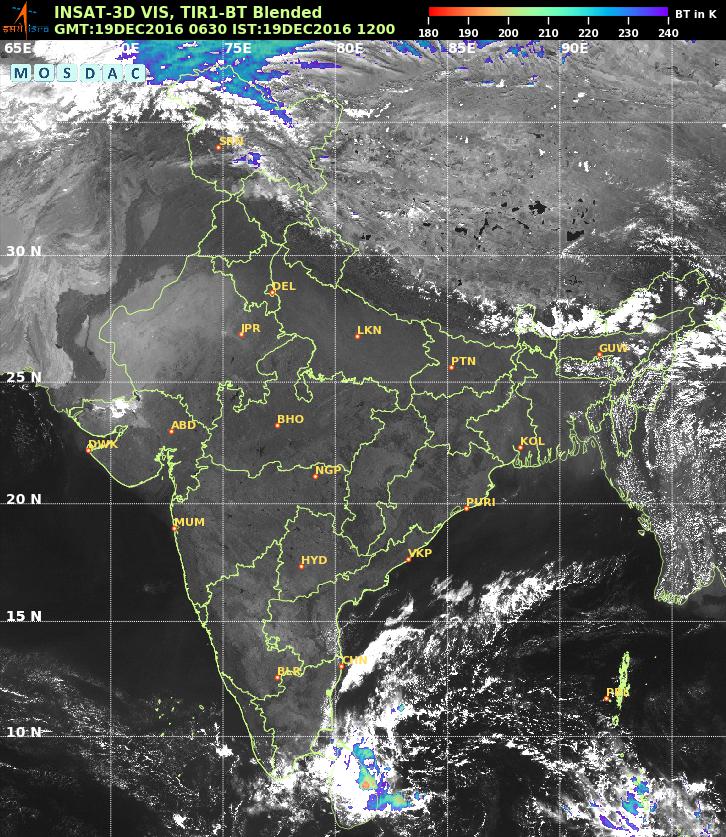 INSAT-3D VIS, TIR1-BT Blended
GMT:19DEC2016 0630 IST:19DEC2016 1200
BT in K
180 190 200 210 220 230 240
65E 70E 75E 80E 85E 90E
MOSDAC
SRN
30 N
DEL
JPR
LKN
GUW
PTN
25 N
ABD
BHO
DWK
KOL
NGP
20 N
PURI
MUM
VKP
HYD
15 N
CHN
BLR
10 N